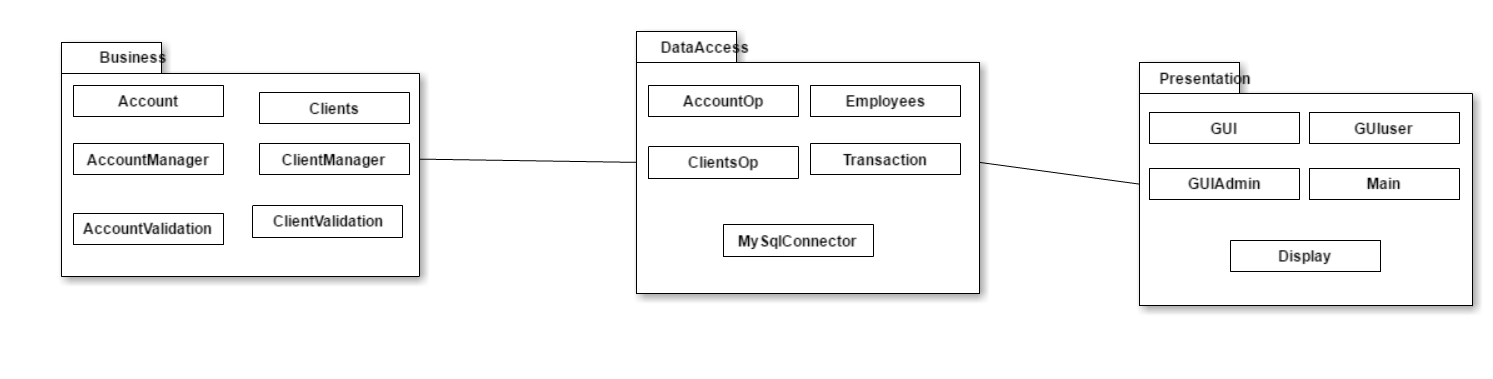 Business
Account
Clients
AccountManager
ClientManager
AccountValidation
ClientValidation
DataAccess
AccountOp
Employees
ClientsOp
Transaction
MySqlConnector
Presentation
GUI
GUIuser
GUIAdmin
Main
Display